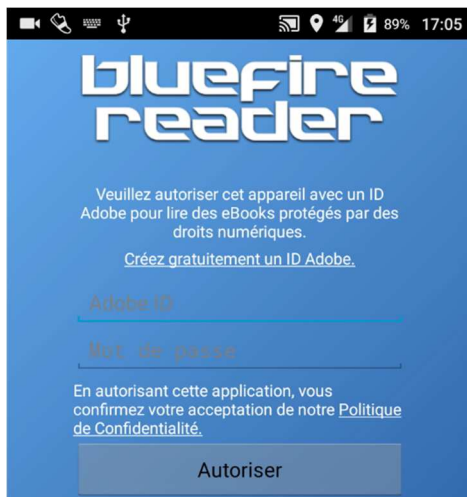 4G 89% 17:05
bluefire
reader
Veuillez autoriser cet appareil avec un ID
Adobe pour lire des eBooks protégés par des
droits numériques.
Créez gratuitement un ID Adobe.
Adobe ID
Mot de passe
En autorisant cette application, vous
confirmez votre acceptation de notre Politique
de Confidentialité.
Autoriser